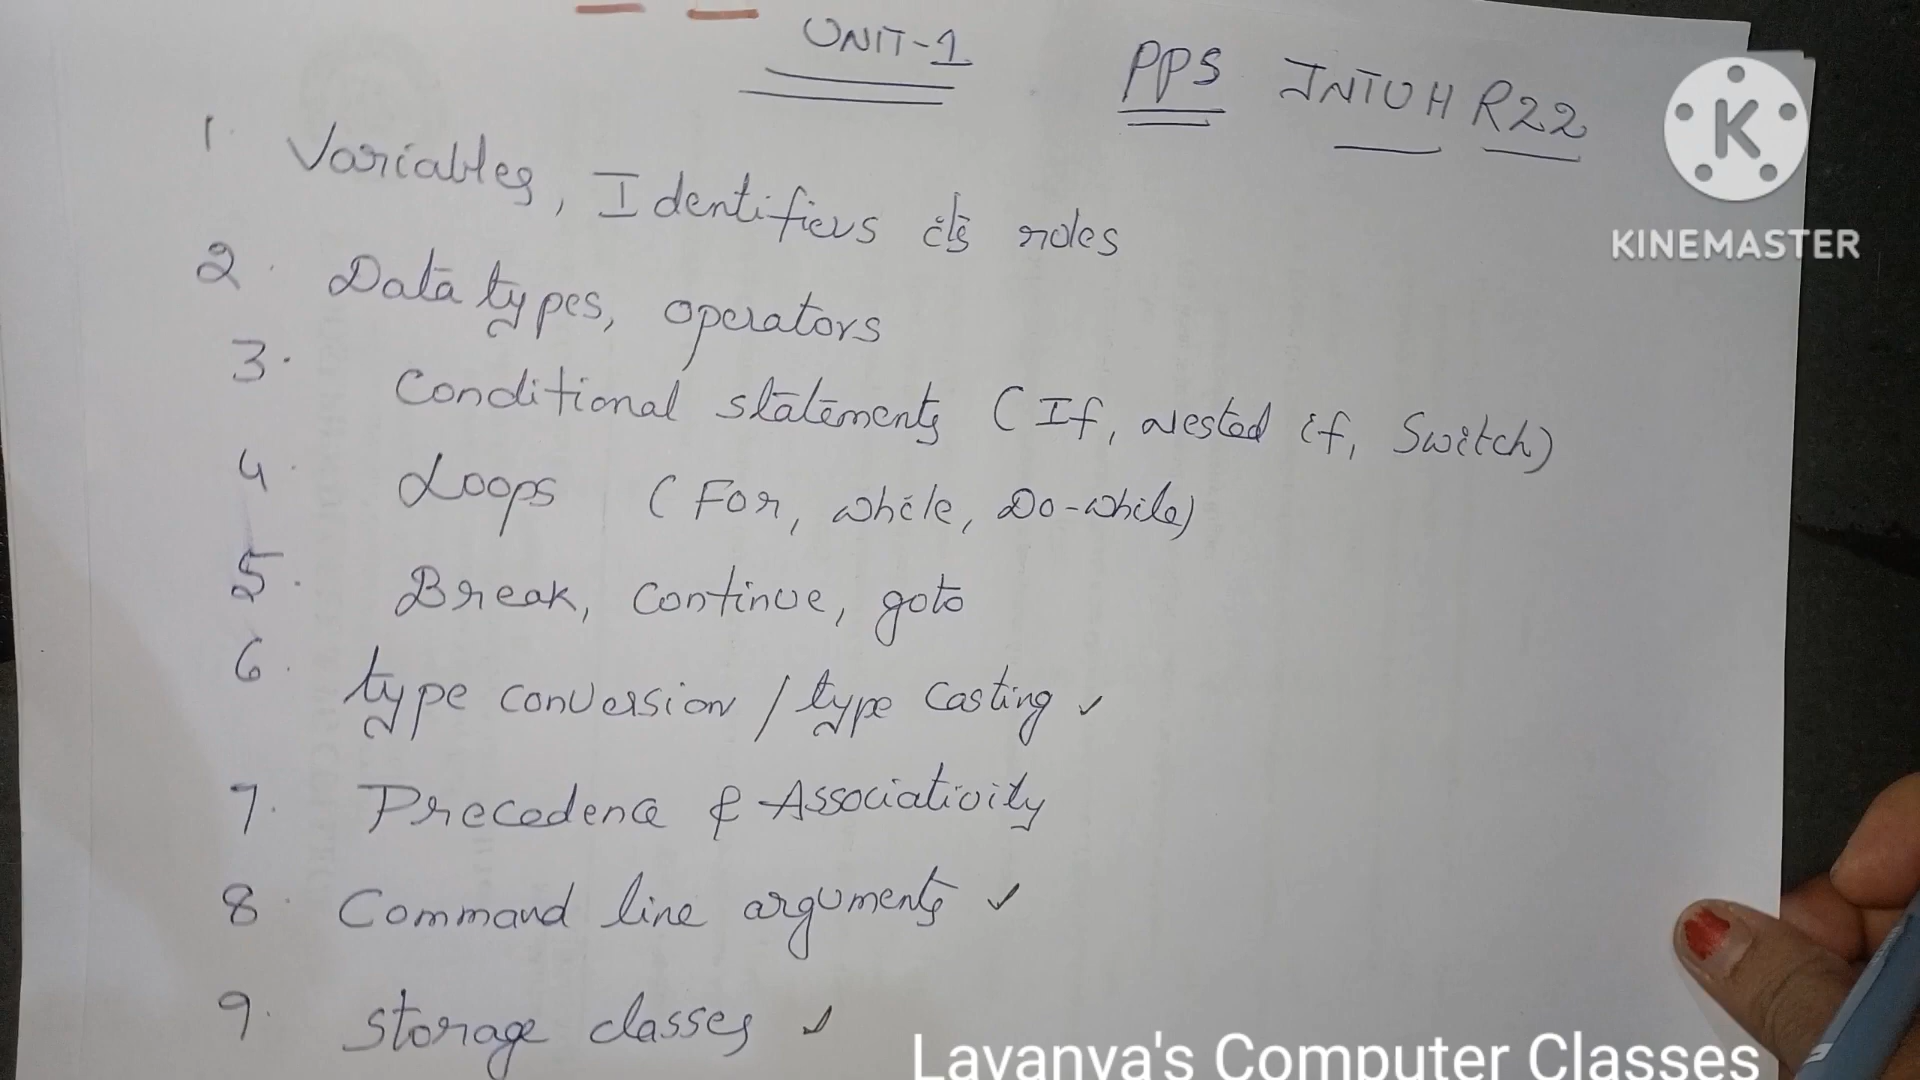 UNIT-1
PPS JNTUH R22
K
KINEMASTER
1. Variables, Identifiers its rules
2. Data types, operators
3. Conditional statements (If, Nested if, Switch)
4. Loops (For, while, Do-while)
5. Break, continue, goto
6. type conversion / type casting ✓
7. Precedence & Associativity
8. Command line arguments ✓
9. storage classes ✓
Lavanya's Computer Classes